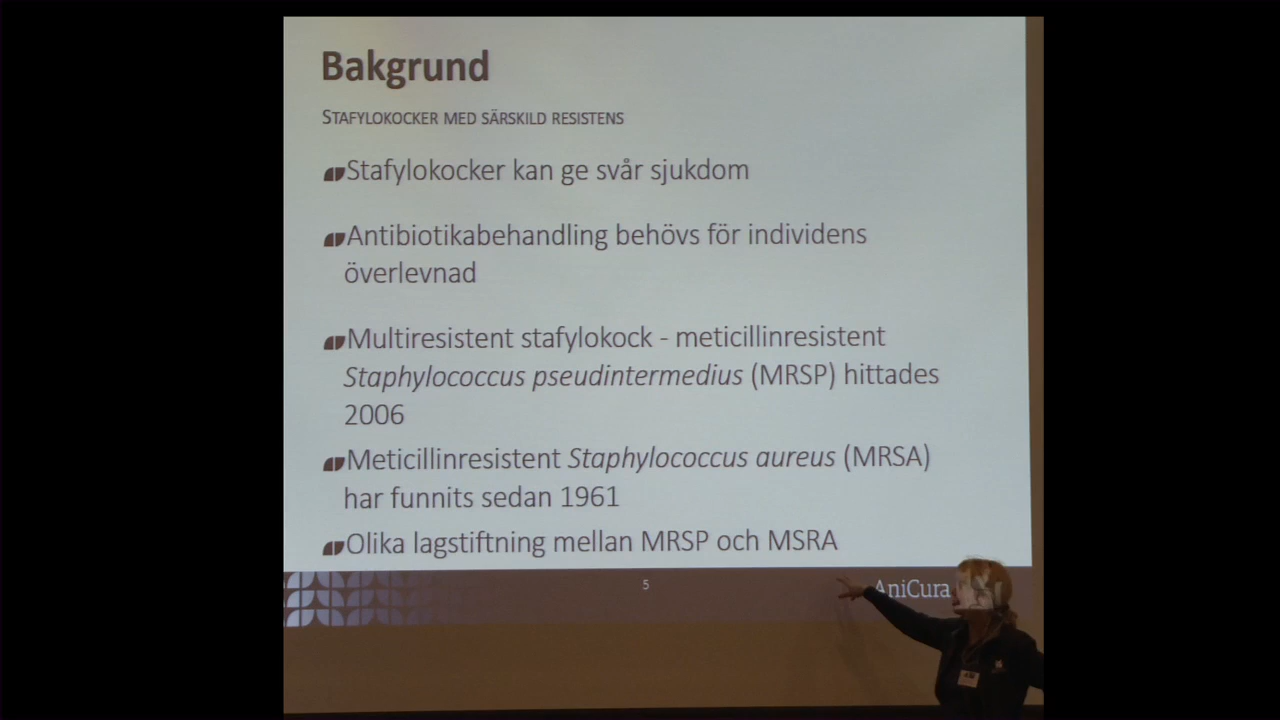 Bakgrund
STAFYLOKOCKER MED SÄRSKILD RESISTENS
Stafylokocker kan ge svår sjukdom
Antibiotikabehandling behövs för individens
överlevnad
Multiresistent stafylokock - meticillinresistent
Staphylococcus pseudintermedius (MRSP) hittades
2006
Meticillinresistent Staphylococcus aureus (MRSA)
har funnits sedan 1961
Olika lagstiftning mellan MRSP och MSRA
5
AniCura